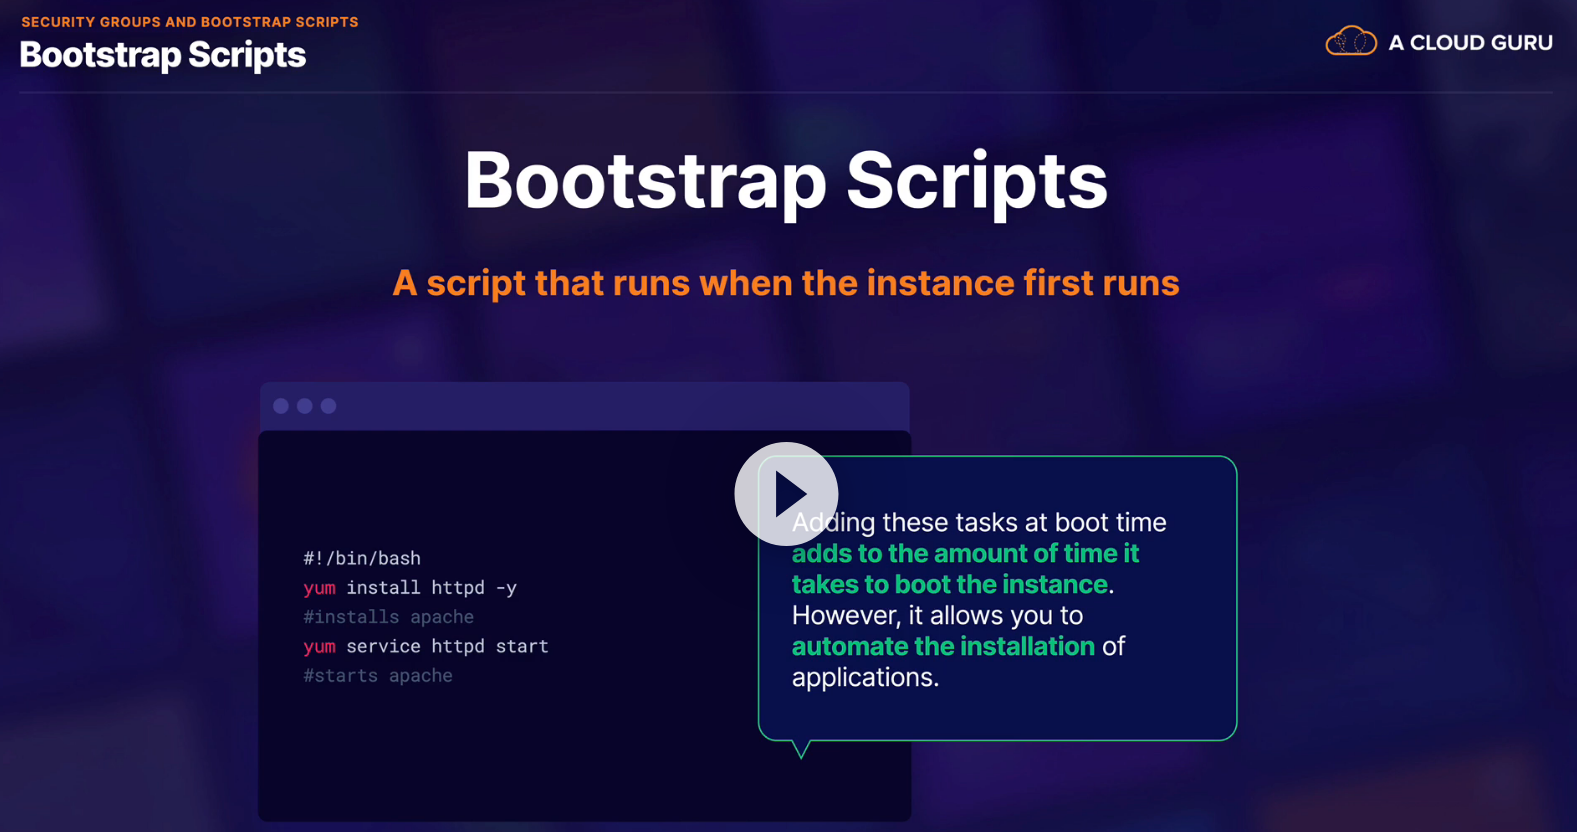 SECURITY GROUPS AND BOOTSTRAP SCRIPTS
Bootstrap Scripts
A CLOUD GURU
Bootstrap Scripts
A script that runs when the instance first runs
#!/bin/bash
yum install httpd -y
#installs apache
yum service httpd start
#starts apache
Adding these tasks at boot time
adds to the amount of time it
takes to boot the instance.
However, it allows you to
automate the installation of
applications.